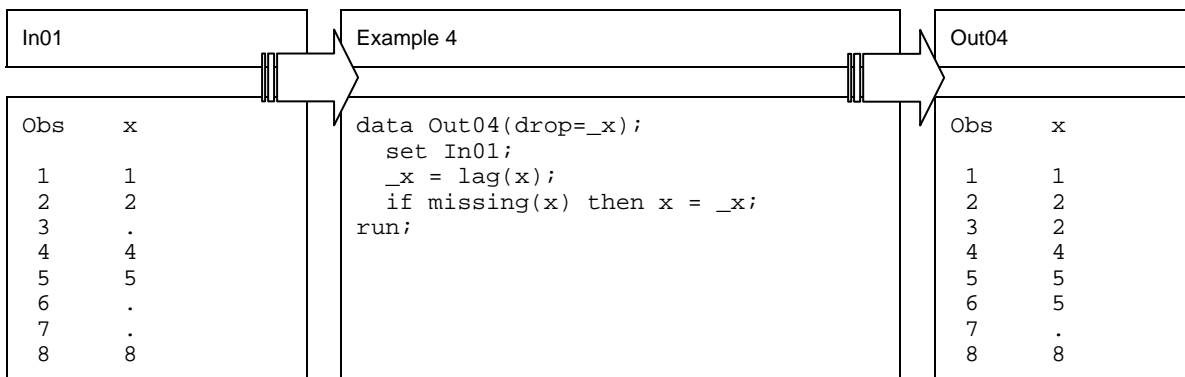 In01
Obs x
1 1
2 2
3 .
4 4
5 5
6 .
7 .
8 8
Example 4
data Out04(drop=_x);
set In01;
_x = lag(x);
if missing(x) then x = _x;
run;
Out04
Obs x
1 1
2 2
3 2
4 4
5 5
6 5
7 .
8 8